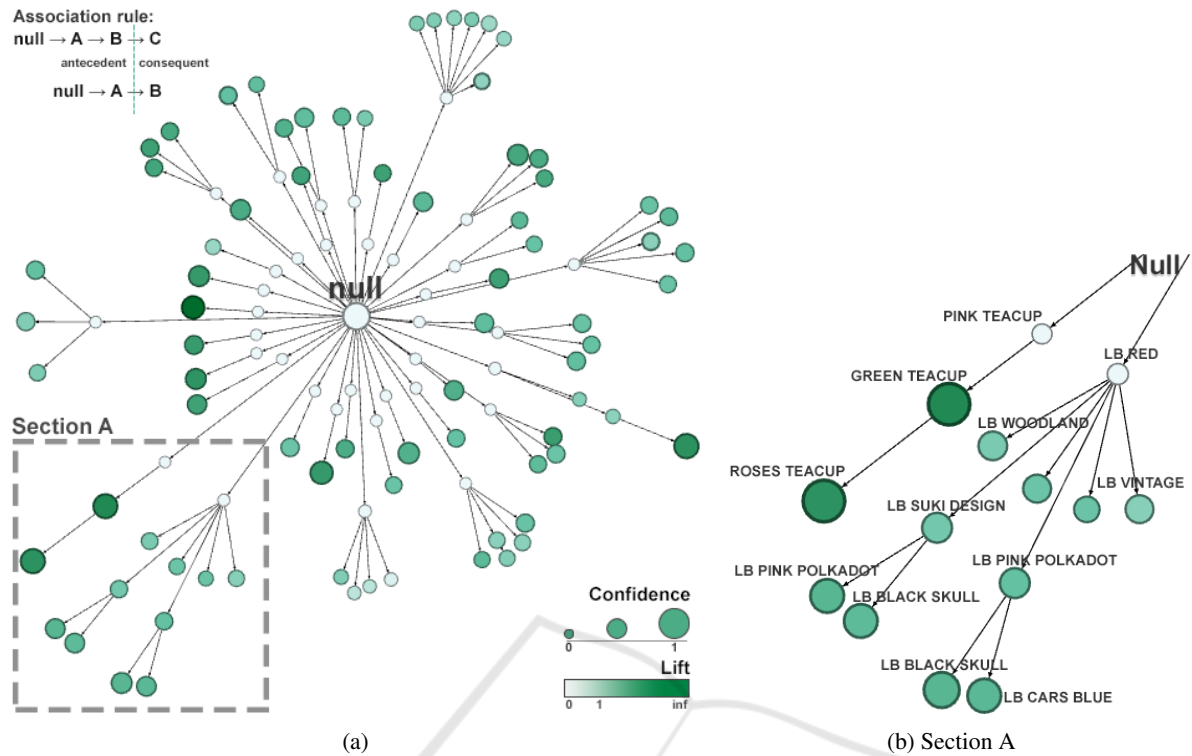 Association rule:
null → A → B → C
antecedent consequent
null → A → B
null
Section A
Confidence
0 1
Lift
0 1 inf
(a)
Null
PINK TEACUP
LB RED
GREEN TEACUP
LB WOODLAND
ROSES TEACUP
LB VINTAGE
LB SUKI DESIGN
LB PINK POLKADOT
LB PINK POLKADOT
LB BLACK SKULL
LB BLACK SKULL
LB CARS BLUE
(b) Section A